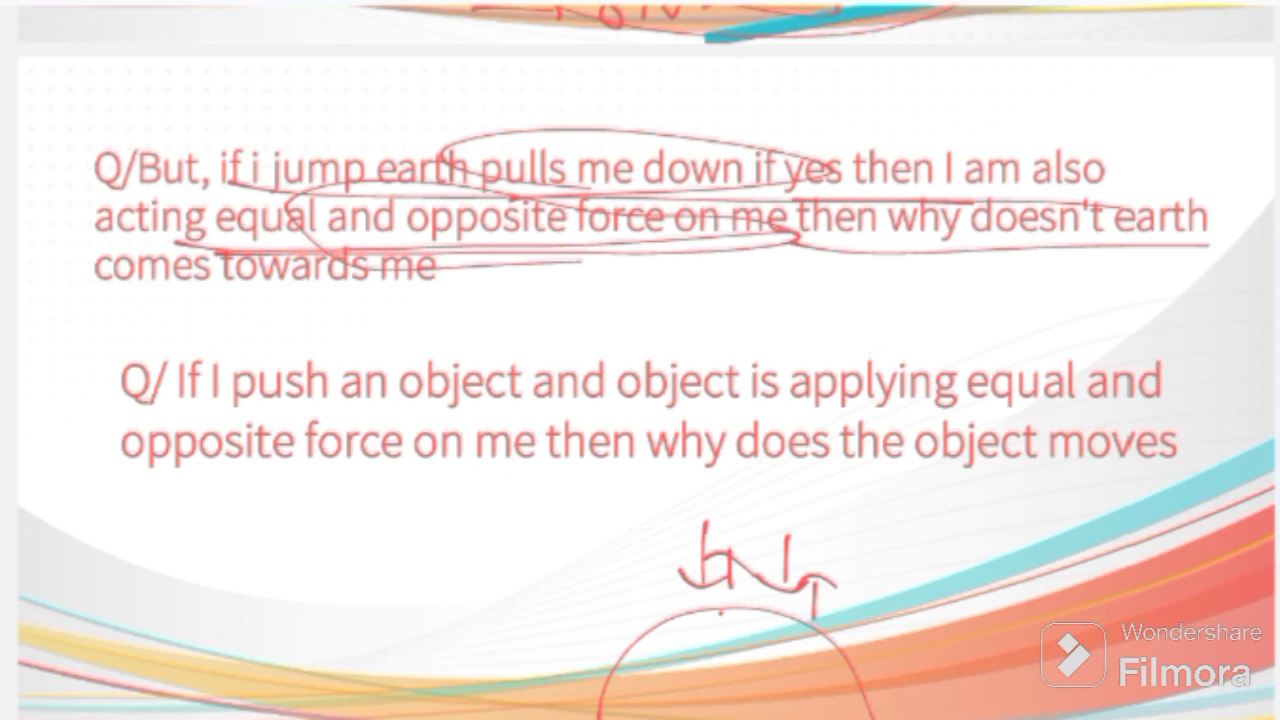 Q/But, if i jump earth pulls me down if yes then I am also
acting equal and opposite force on me then why doesn't earth
comes towards me
Q/ If I push an object and object is applying equal and
opposite force on me then why does the object moves
Wondershare
Filmora